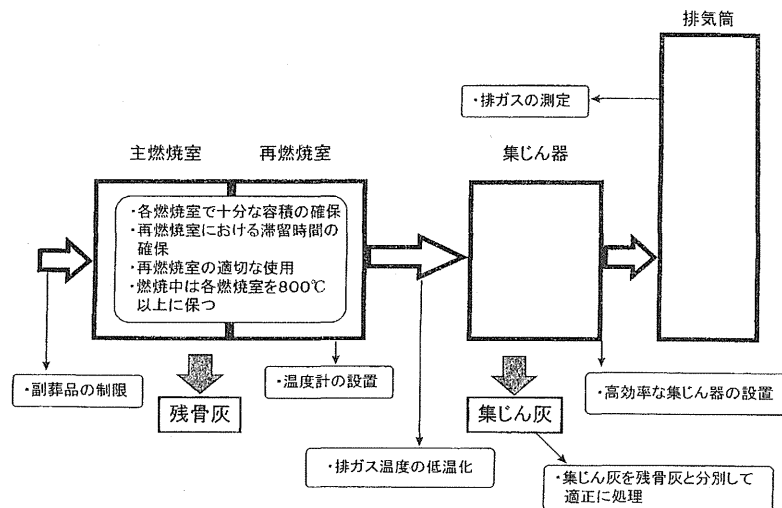 排気筒
・排ガスの測定
主燃焼室
再燃焼室
集じん器
・各燃焼室で十分な容積の確保
・再燃焼室における滞留時間の
確保
・再燃焼室の適切な使用
・燃焼中は各燃焼室を800℃
以上に保つ
・副葬品の制限
・温度計の設置
・高効率な集じん器の設置
残骨灰
集じん灰
・排ガス温度の低温化
・集じん灰を残骨灰と分別して
適正に処理